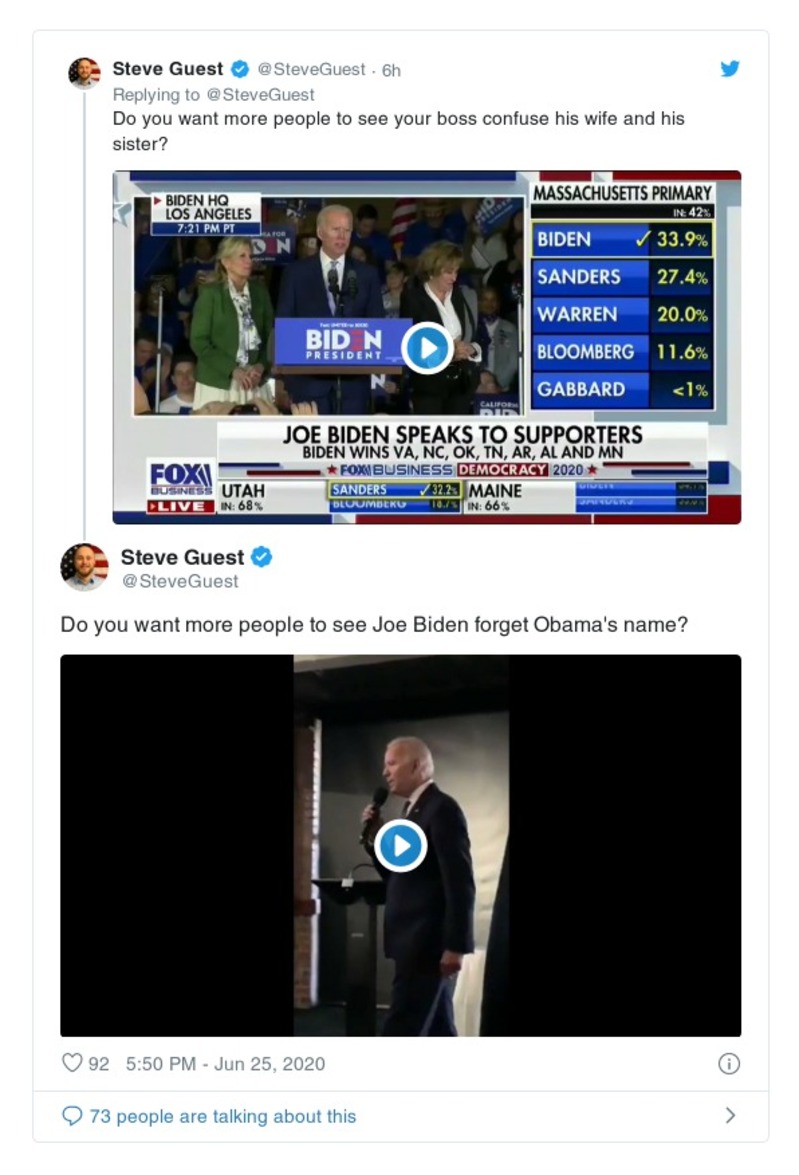 Steve Guest @SteveGuest · 6h
Replying to @SteveGuest
Do you want more people to see your boss confuse his wife and his
sister?
BIDEN HQ
LOS ANGELES
7:21 PM PT
MASSACHUSETTS PRIMARY
IN: 42%
BIDEN ✓ 33.9%
SANDERS 27.4%
WARREN 20.0%
BLOOMBERG 11.6%
GABBARD <1%
BIDEN
PRESIDENT
JOE BIDEN SPEAKS TO SUPPORTERS
BIDEN WINS VA, NC, OK, TN, AR, AL AND MN
FOX BUSINESS DEMOCRACY 2020
FOX
BUSINESS
LIVE
UTAH
IN: 68%
SANDERS ✓ 32.2%
BLOOMBERG 18.7%
MAINE
IN: 66%
Steve Guest
@SteveGuest
Do you want more people to see Joe Biden forget Obama's name?
92 5:50 PM - Jun 25, 2020
73 people are talking about this